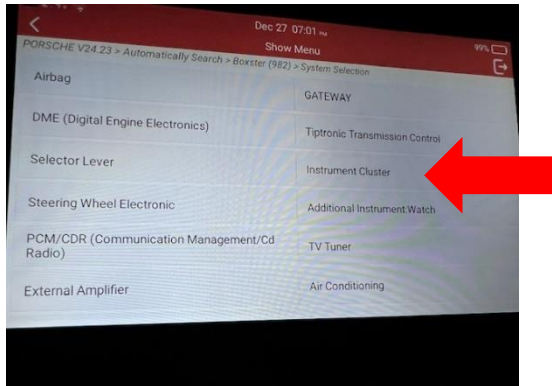 Dec 27 07:01 PM
Show Menu
99%
PORSCHE V24.23 > Automatically Search > Boxster (982) > System Selection
Airbag
GATEWAY
DME (Digital Engine Electronics)
Tiptronic Transmission Control
Selector Lever
Instrument Cluster
Steering Wheel Electronic
Additional Instrument Watch
PCM/CDR (Communication Management/Cd
Radio)
TV Tuner
External Amplifier
Air Conditioning